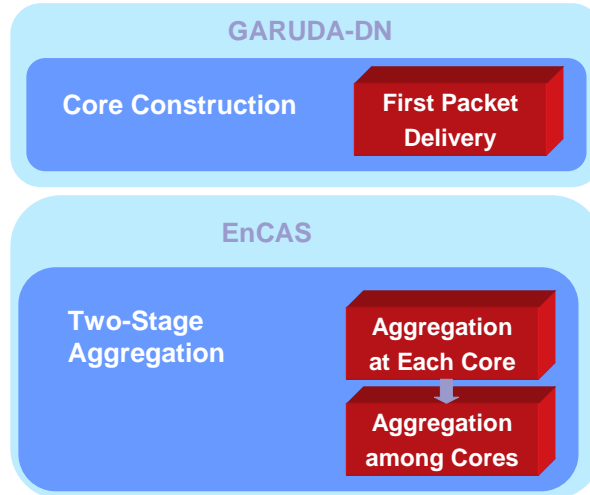 GARUDA-DN
Core Construction
First Packet
Delivery
EnCAS
Two-Stage
Aggregation
Aggregation
at Each Core
Aggregation
among Cores